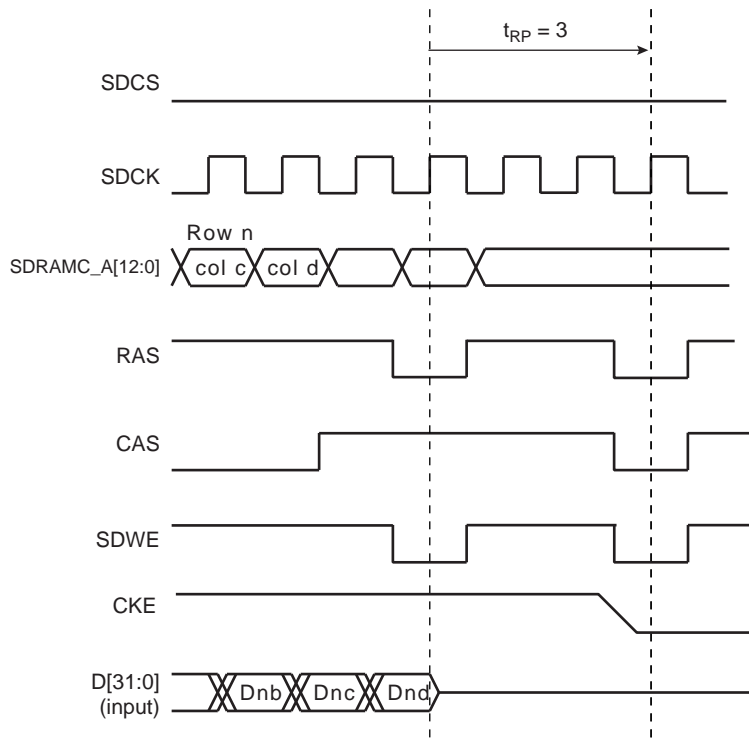 t_RP = 3
SDCS
SDCK
Row n
SDRAMC_A[12:0]
col c
col d
RAS
CAS
SDWE
CKE
D[31:0]
(input)
Dnb
Dnc
Dnd